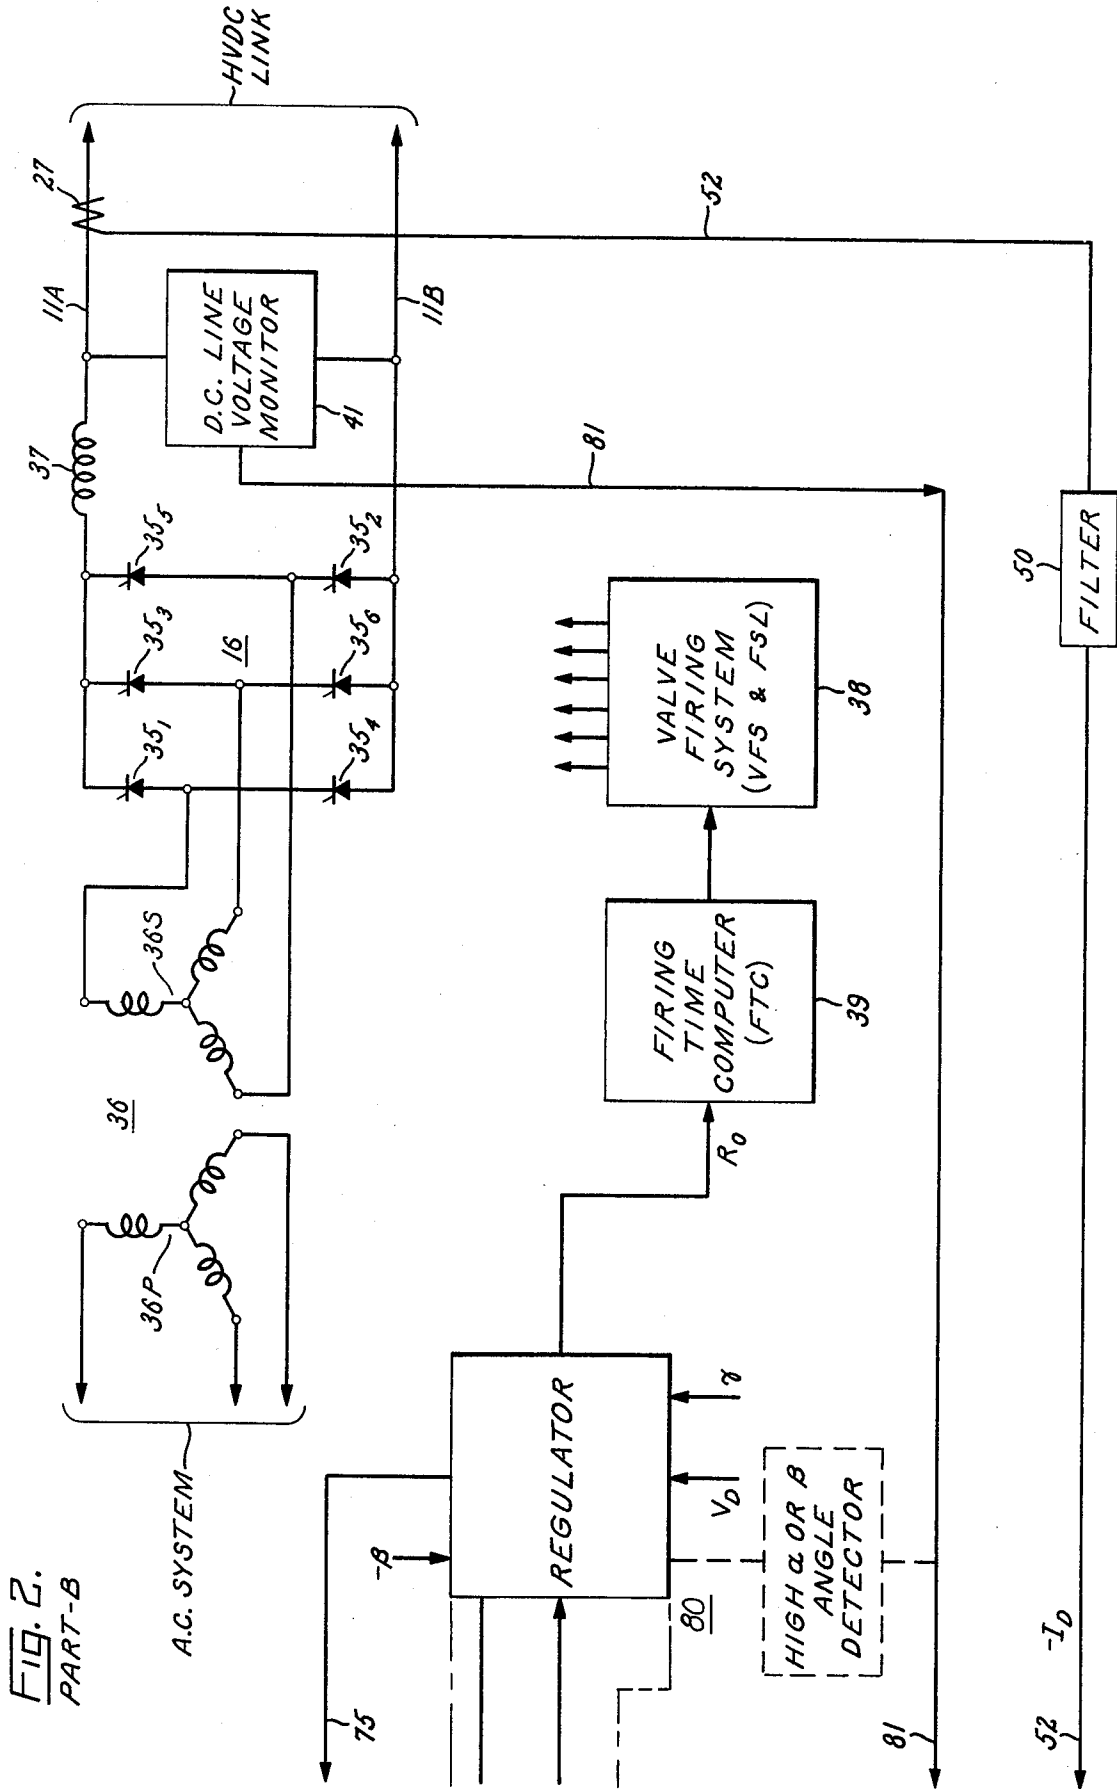 Fig. 2.
PART-B
A.C. SYSTEM
36P
36
36S
35₁
35₃
35₅
16
35₄
35₆
35₂
37
11A
27
HVDC
LINK
D.C. LINE
VOLTAGE
MONITOR
41
11B
81
52
75
-β
REGULATOR
R₀
FIRING
TIME
COMPUTER
(FTC)
39
VALVE
FIRING
SYSTEM
(VFS & FSL)
38
80
V_D
γ
HIGH α OR β
ANGLE
DETECTOR
81
52
-I_D
50
FILTER